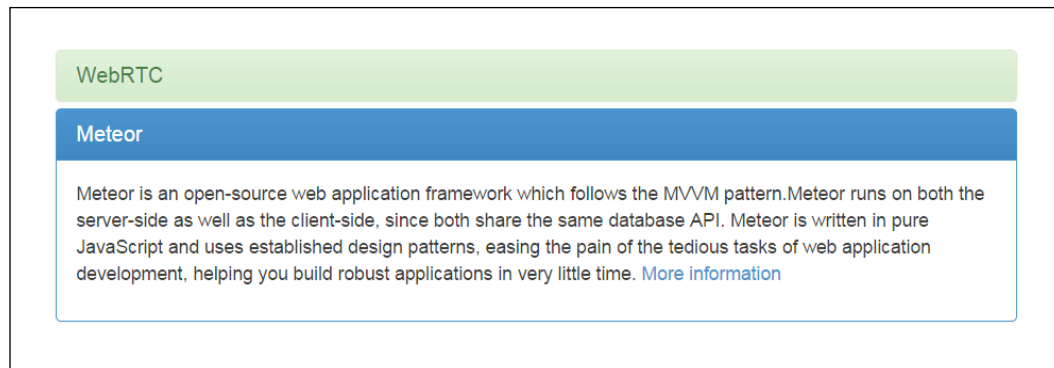 WebRTC
Meteor
Meteor is an open-source web application framework which follows the MVVM pattern.Meteor runs on both the
server-side as well as the client-side, since both share the same database API. Meteor is written in pure
JavaScript and uses established design patterns, easing the pain of the tedious tasks of web application
development, helping you build robust applications in very little time. More information